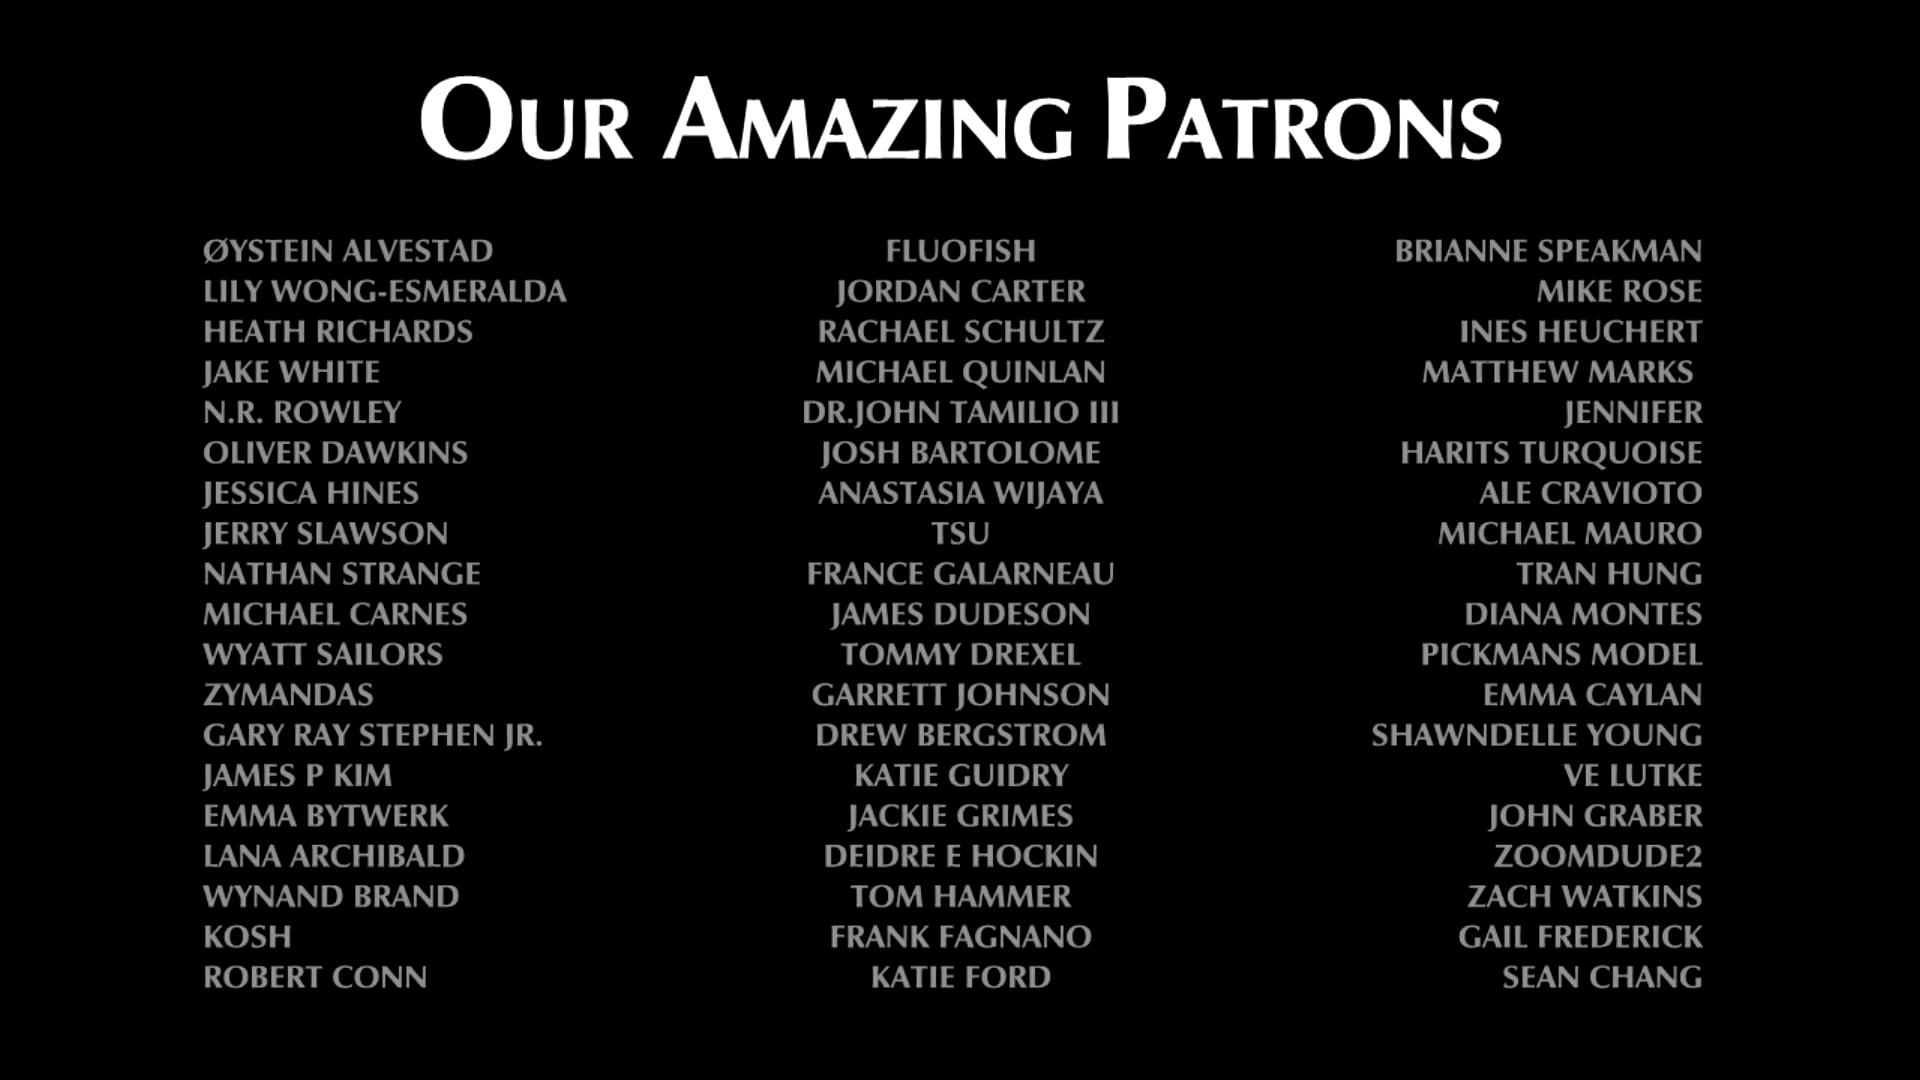 OUR AMAZING PATRONS
ØYSTEIN ALVESTAD
LILY WONG-ESMERALDA
HEATH RICHARDS
JAKE WHITE
N.R. ROWLEY
OLIVER DAWKINS
JESSICA HINES
JERRY SLAWSON
NATHAN STRANGE
MICHAEL CARNES
WYATT SAILORS
ZYMANDAS
GARY RAY STEPHEN JR.
JAMES P KIM
EMMA BYTWERK
LANA ARCHIBALD
WYNAND BRAND
KOSH
ROBERT CONN
FLUOFISH
JORDAN CARTER
RACHAEL SCHULTZ
MICHAEL QUINLAN
DR.JOHN TAMILIO III
JOSH BARTOLOME
ANASTASIA WIJAYA
TSU
FRANCE GALARNEAU
JAMES DUDESON
TOMMY DREXEL
GARRETT JOHNSON
DREW BERGSTROM
KATIE GUIDRY
JACKIE GRIMES
DEIDRE E HOCKIN
TOM HAMMER
FRANK FAGNANO
KATIE FORD
BRIANNE SPEAKMAN
MIKE ROSE
INES HEUCHERT
MATTHEW MARKS
JENNIFER
HARITS TURQUOISE
ALE CRAVIOTO
MICHAEL MAURO
TRAN HUNG
DIANA MONTES
PICKMANS MODEL
EMMA CAYLAN
SHAWNDELLE YOUNG
VE LUTKE
JOHN GRABER
ZOOMDUDE2
ZACH WATKINS
GAIL FREDERICK
SEAN CHANG